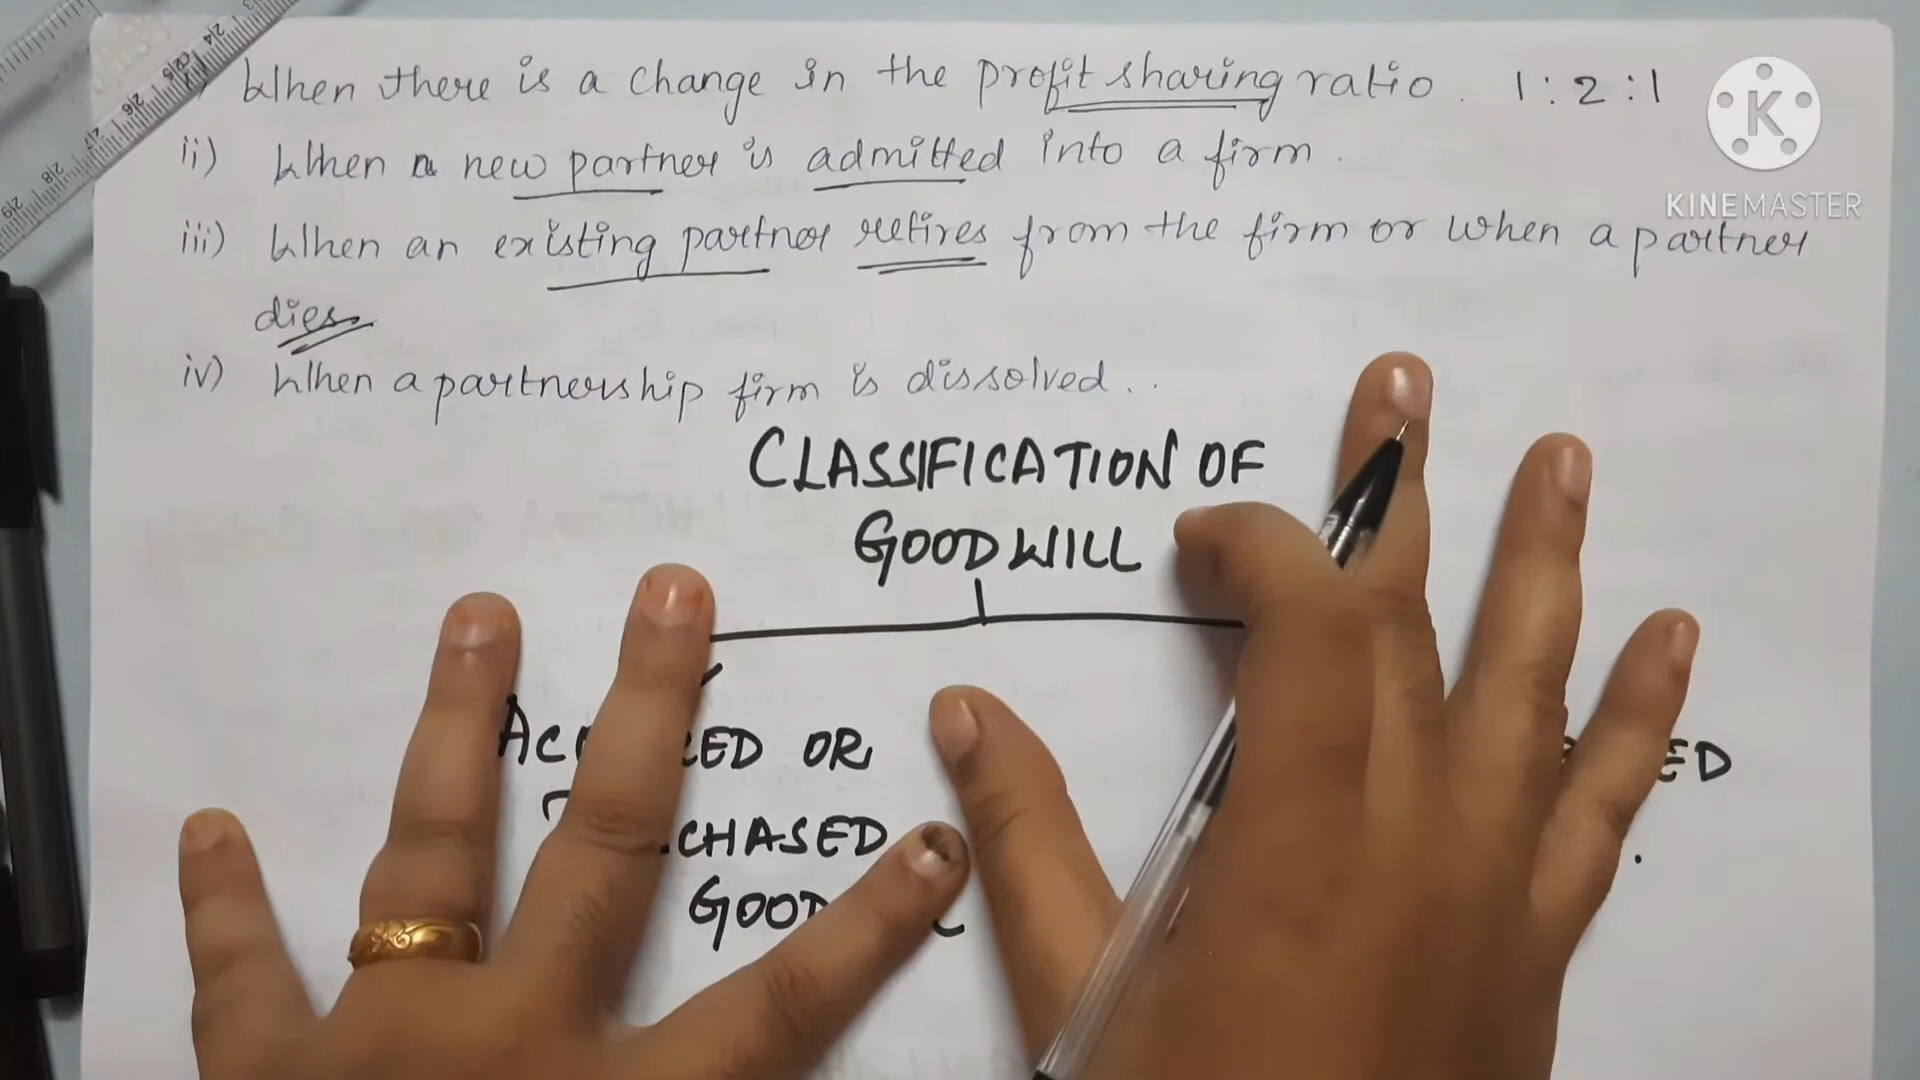 When there is a change in the profit sharing ratio. 1:2:1
ii) When a new partner is admitted into a firm.
iii) When an existing partner retires from the firm or when a partner
dies
iv) When a partnership firm is dissolved..
CLASSIFICATION OF
GOODWILL
OR
K
KINEMASTER